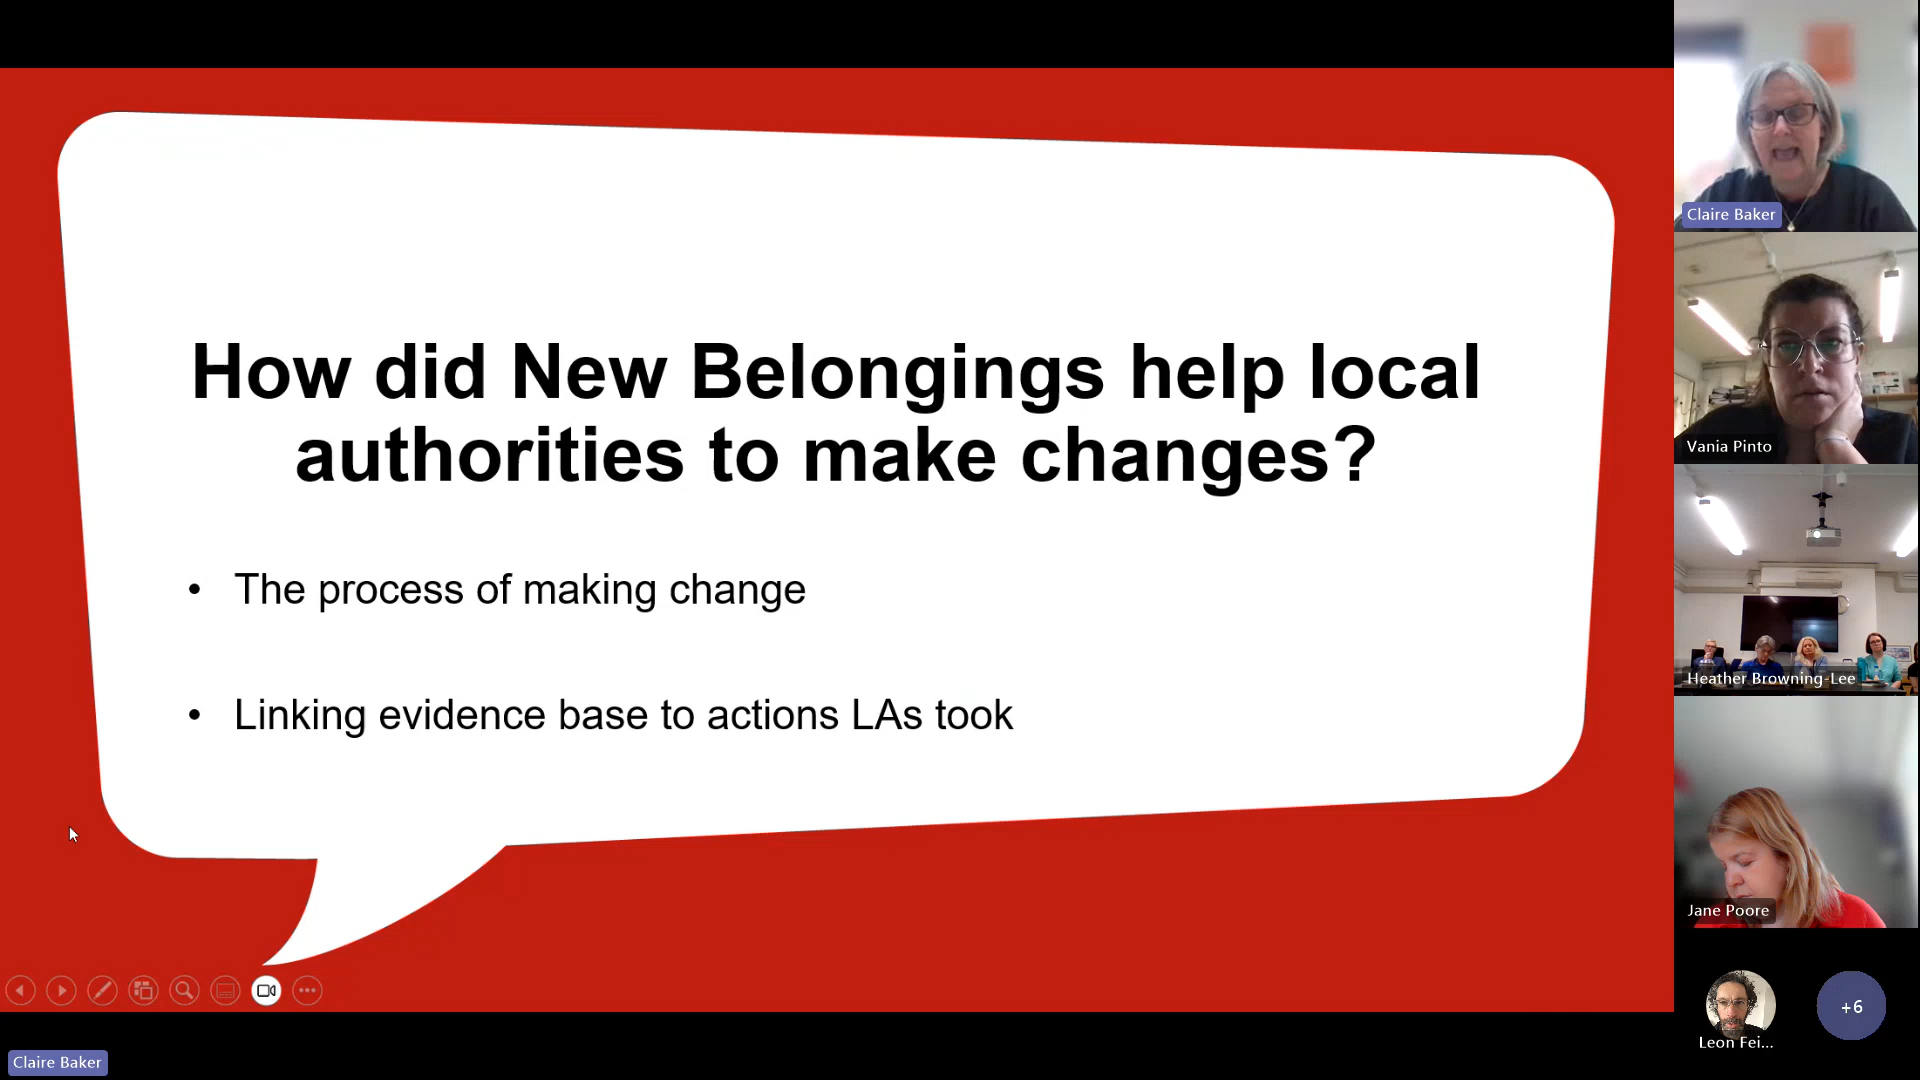 How did New Belongings help local
authorities to make changes?
• The process of making change
• Linking evidence base to actions LAs took
Claire Baker
Claire Baker
Vania Pinto
Heather Browning-Lee
Jane Poore
Leon Fei...
+6